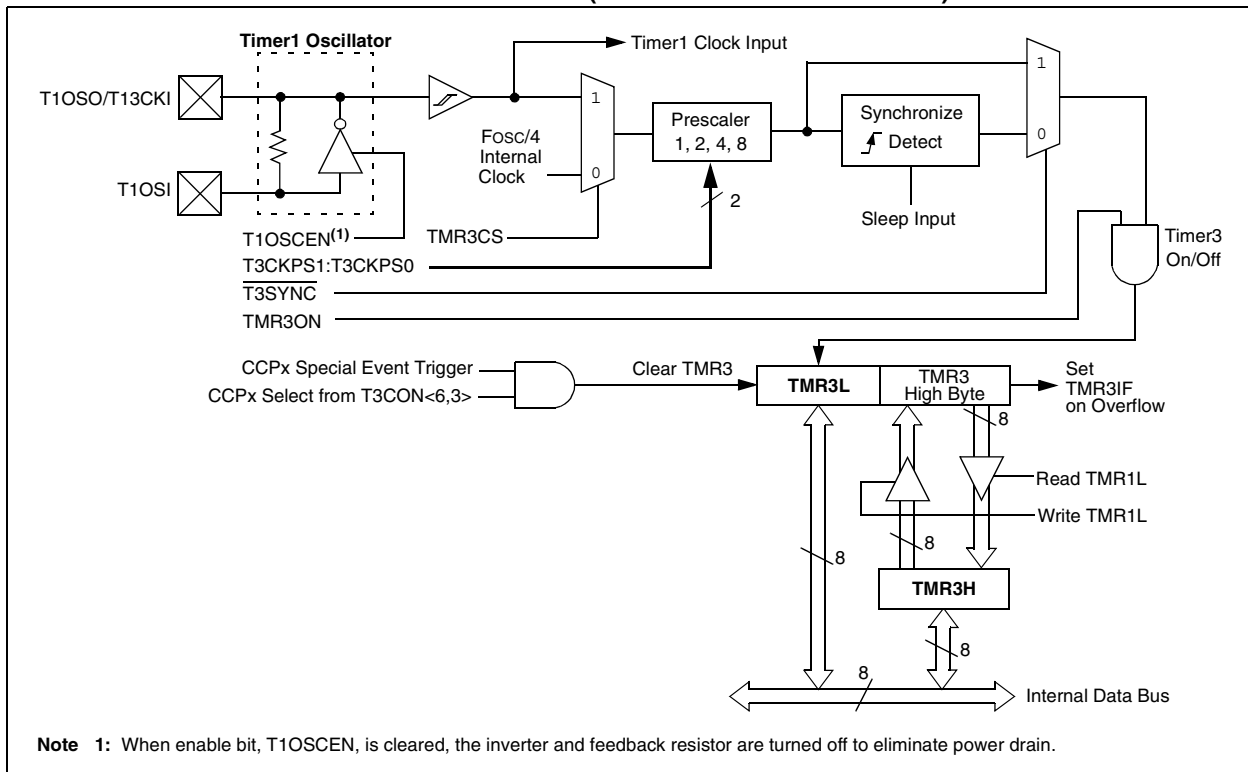 Timer1 Oscillator
Timer1 Clock Input
T1OSO/T13CKI
1
1
FOSC/4
Internal
Clock
0
Prescaler
1, 2, 4, 8
Synchronize
Detect
0
T1OSI
2
Sleep Input
T1OSCEN(1)
TMR3CS
Timer3
On/Off
T3CKPS1:T3CKPS0
T3SYNC
TMR3ON
CCPx Special Event Trigger
CCPx Select from T3CON<6,3>
Clear TMR3
TMR3L
TMR3
High Byte
Set
TMR3IF
on Overflow
8
Read TMR1L
Write TMR1L
8
8
TMR3H
8
8
Internal Data Bus
Note 1: When enable bit, T1OSCEN, is cleared, the inverter and feedback resistor are turned off to eliminate power drain.